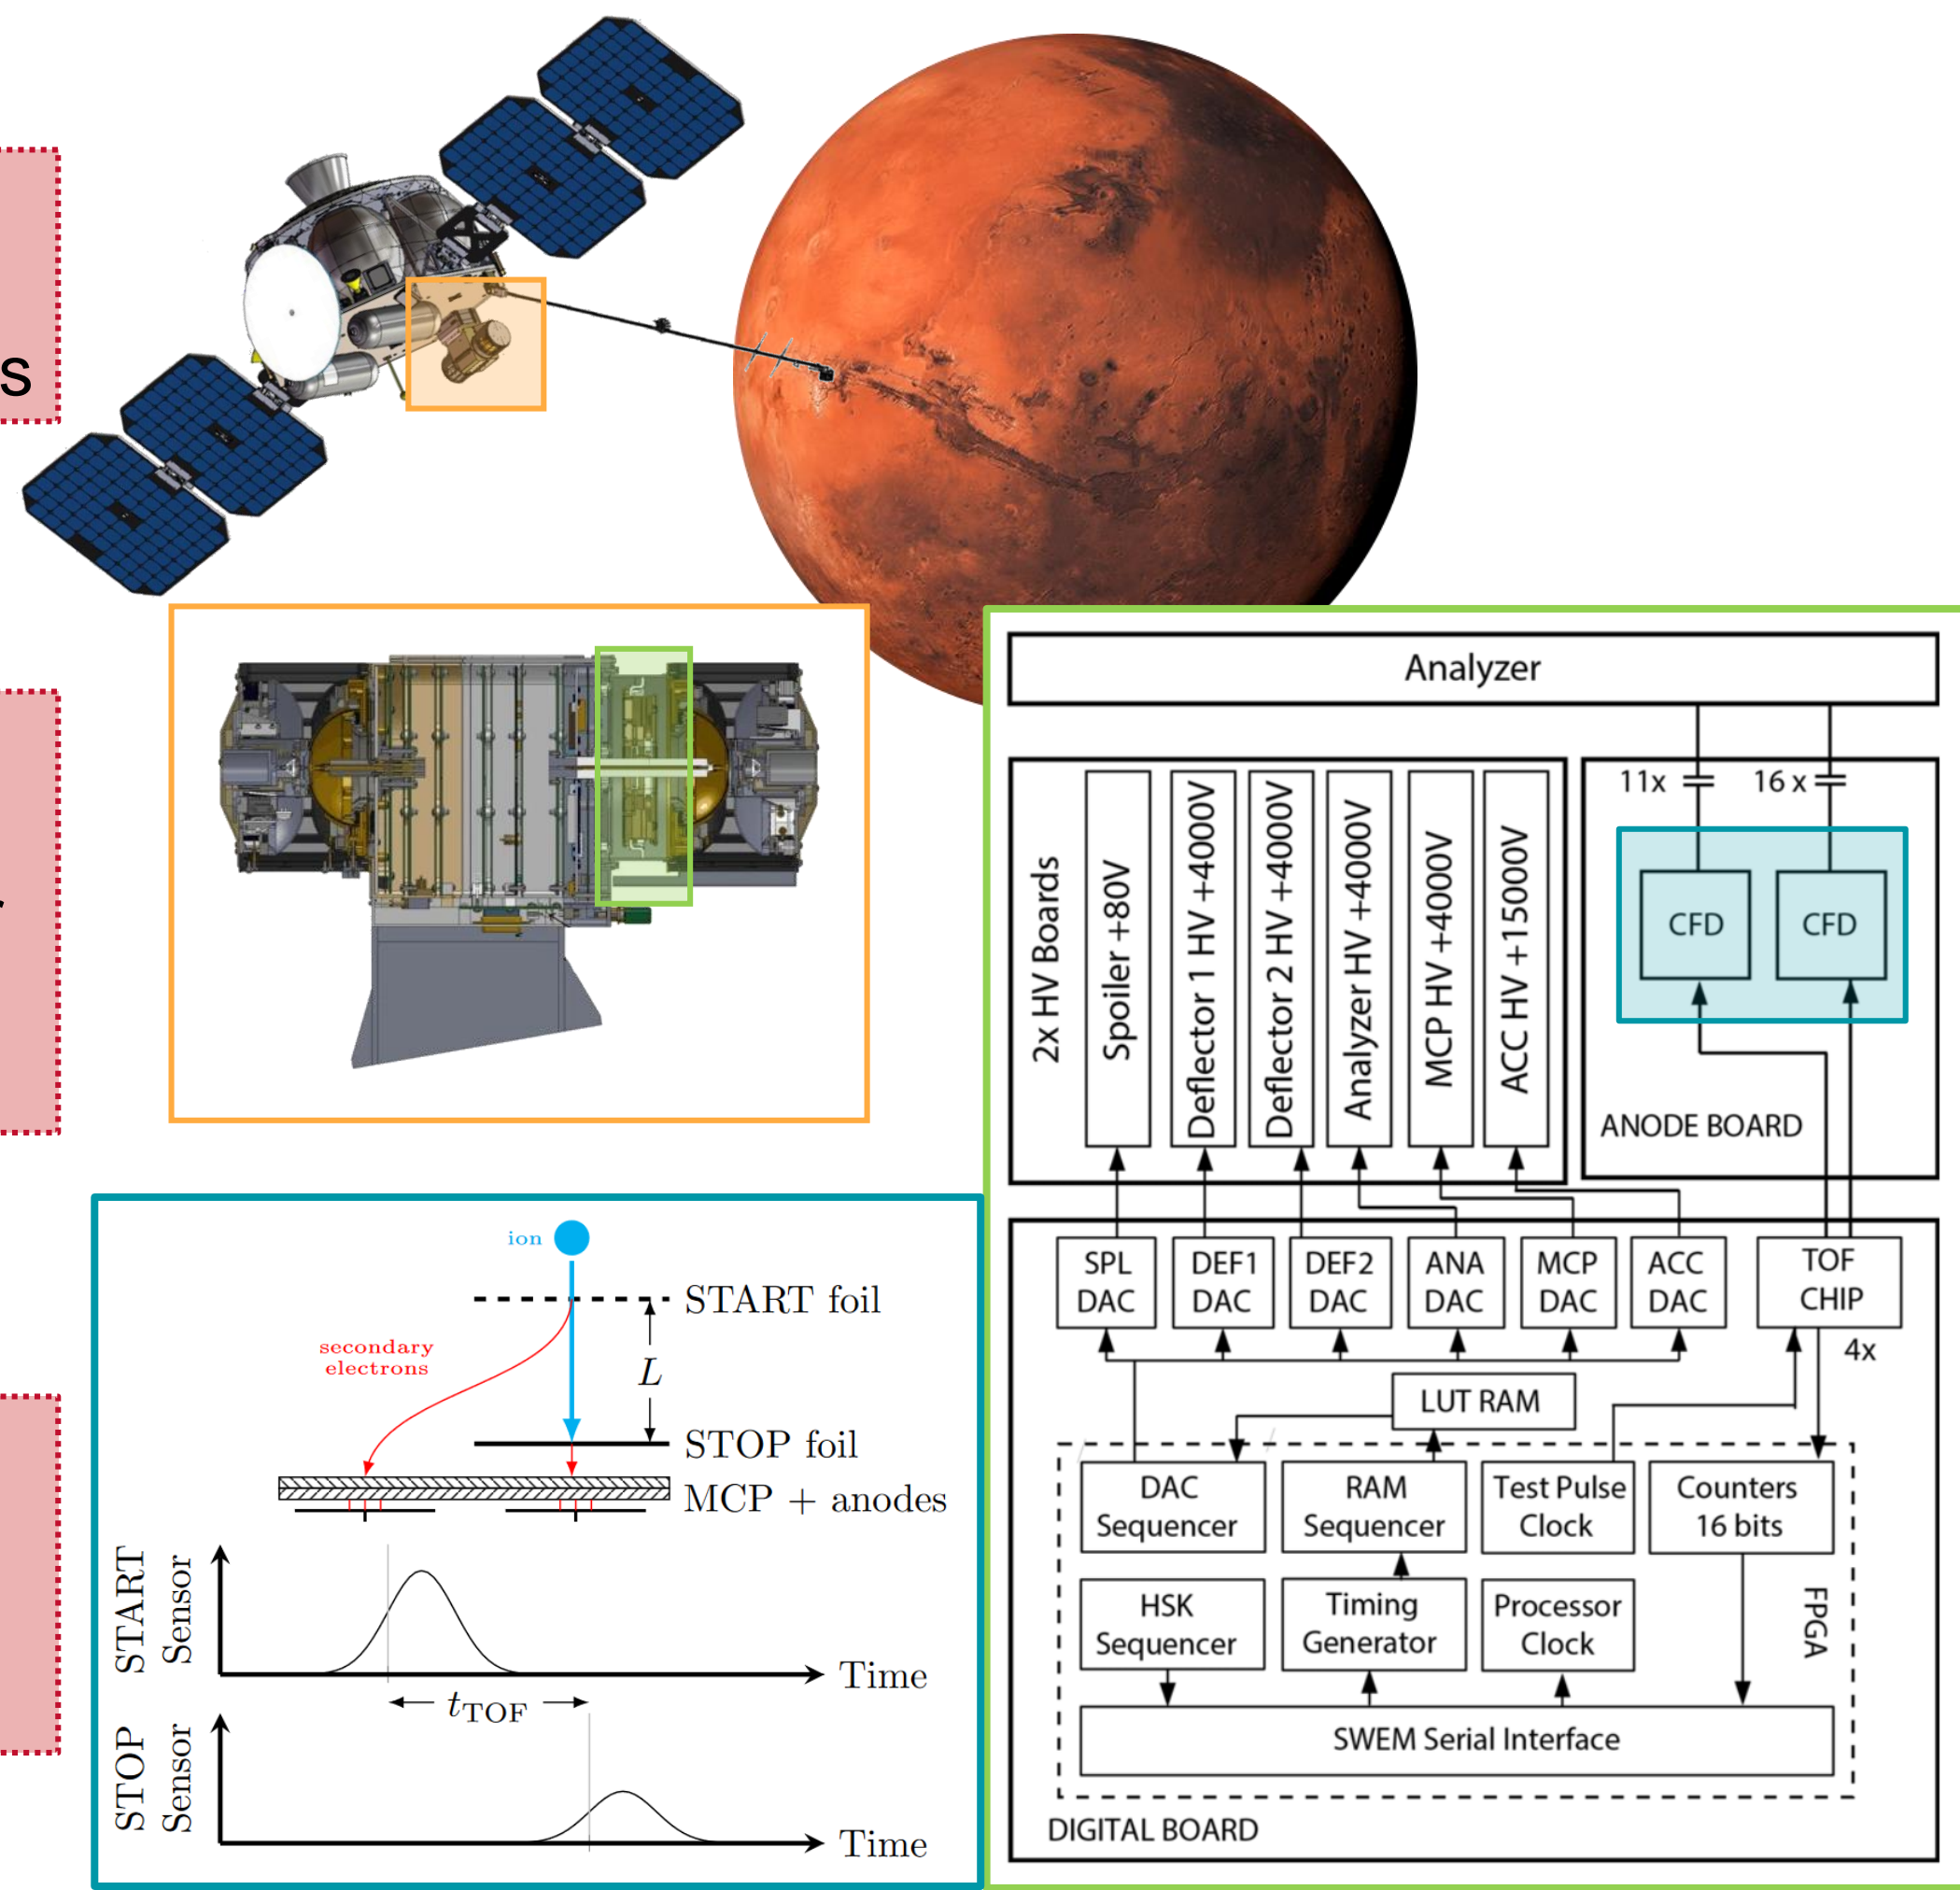 s
r
Analyzer
11x
16 x
2x HV Boards
Spoiler +80V
Deflector 1 HV +4000V
Deflector 2 HV +4000V
Analyzer HV +4000V
MCP HV +4000V
ACC HV +15000V
CFD
CFD
ANODE BOARD
SPL
DAC
DEF1
DAC
DEF2
DAC
ANA
DAC
MCP
DAC
ACC
DAC
TOF
CHIP
4x
LUT RAM
DAC
Sequencer
RAM
Sequencer
Test Pulse
Clock
Counters
16 bits
HSK
Sequencer
Timing
Generator
Processor
Clock
FPGA
SWEM Serial Interface
DIGITAL BOARD
ion
START foil
secondary
electrons
L
STOP foil
MCP + anodes
START
Sensor
Time
tTOF
STOP
Sensor
Time